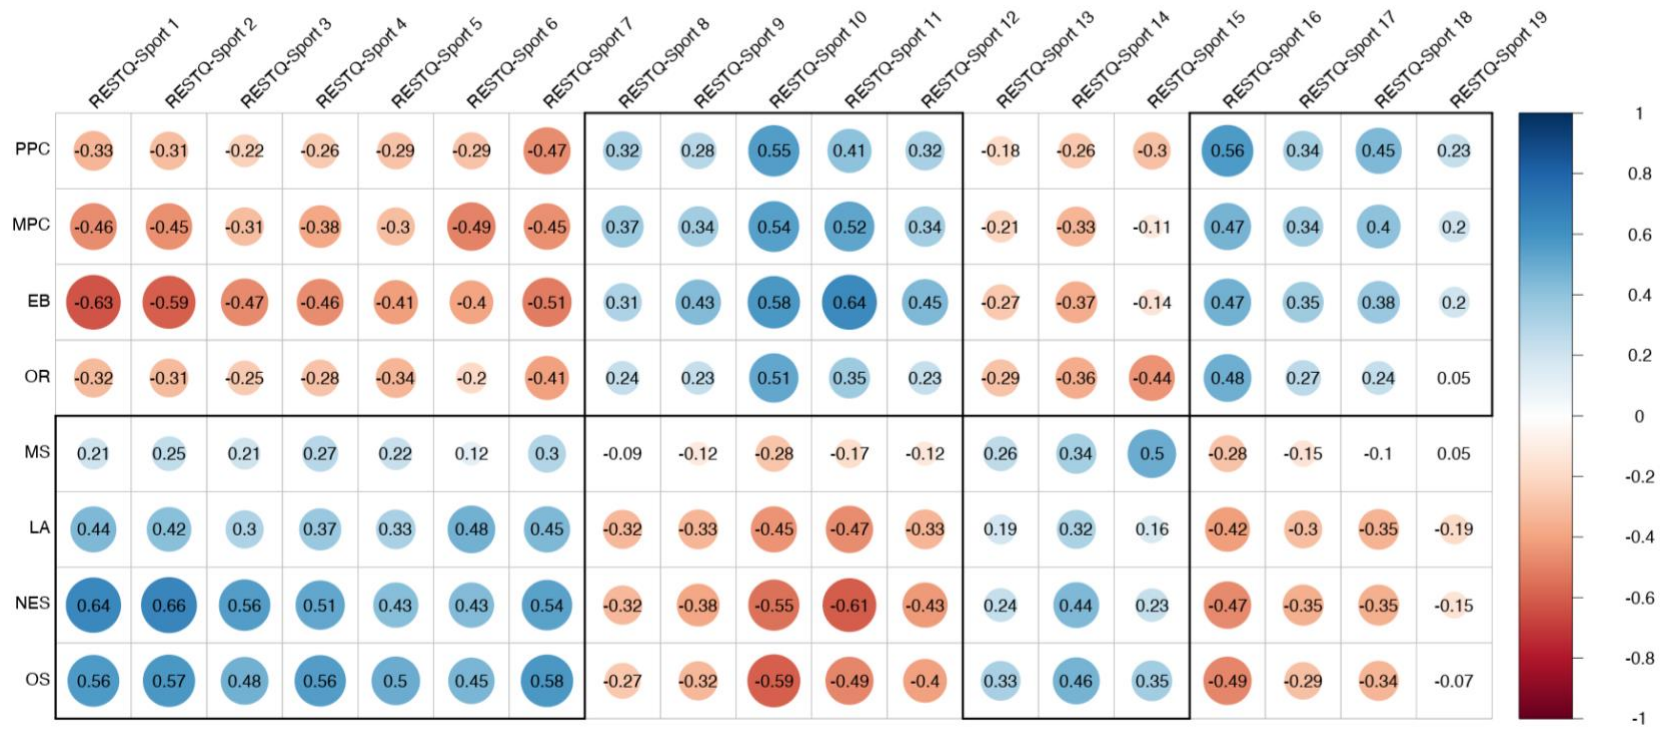 RESTQ-Sport 1 RESTQ-Sport 2 RESTQ-Sport 3 RESTQ-Sport 4 RESTQ-Sport 5 RESTQ-Sport 6 RESTQ-Sport 7 RESTQ-Sport 8 RESTQ-Sport 9 RESTQ-Sport 10 RESTQ-Sport 11 RESTQ-Sport 12 RESTQ-Sport 13 RESTQ-Sport 14 RESTQ-Sport 15 RESTQ-Sport 16 RESTQ-Sport 17 RESTQ-Sport 18 RESTQ-Sport 19
PPC -0.33 -0.31 -0.22 -0.26 -0.29 -0.29 -0.47 0.32 0.28 0.55 0.41 0.32 -0.18 -0.26 -0.3 0.56 0.34 0.45 0.23
MPC -0.46 -0.45 -0.31 -0.38 -0.3 -0.49 -0.45 0.37 0.34 0.54 0.52 0.34 -0.21 -0.33 -0.11 0.47 0.34 0.4 0.2
EB -0.63 -0.59 -0.47 -0.46 -0.41 -0.4 -0.51 0.31 0.43 0.58 0.64 0.45 -0.27 -0.37 -0.14 0.47 0.35 0.38 0.2
OR -0.32 -0.31 -0.25 -0.28 -0.34 -0.2 -0.41 0.24 0.23 0.51 0.35 0.23 -0.29 -0.36 -0.44 0.48 0.27 0.24 0.05
MS 0.21 0.25 0.21 0.27 0.22 0.12 0.3 -0.09 -0.12 -0.28 -0.17 -0.12 0.26 0.34 0.5 -0.28 -0.15 -0.1 0.05
LA 0.44 0.42 0.3 0.37 0.33 0.48 0.45 -0.32 -0.33 -0.45 -0.47 -0.33 0.19 0.32 0.16 -0.42 -0.3 -0.35 -0.19
NES 0.64 0.66 0.56 0.51 0.43 0.43 0.54 -0.32 -0.38 -0.55 -0.61 -0.43 0.24 0.44 0.23 -0.47 -0.35 -0.35 -0.15
OS 0.56 0.57 0.48 0.56 0.5 0.45 0.58 -0.27 -0.32 -0.59 -0.49 -0.4 0.33 0.46 0.35 -0.49 -0.29 -0.34 -0.07
1
0.8
0.6
0.4
0.2
0
-0.2
-0.4
-0.6
-0.8
-1